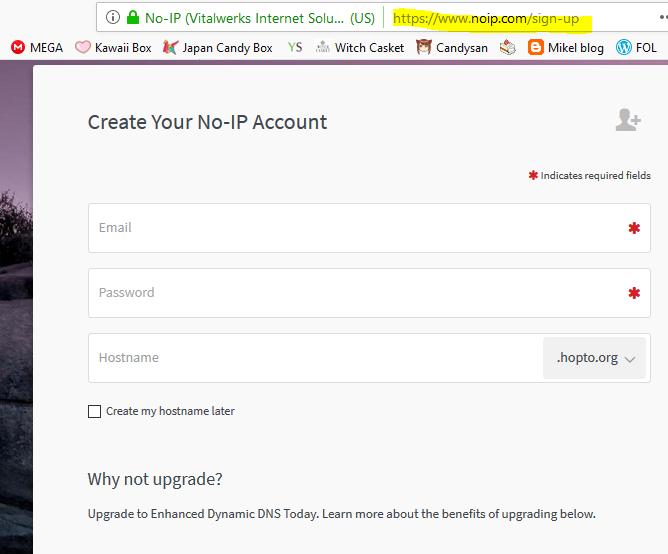 No-IP (Vitalwerks Internet Solu... (US) https://www.noip.com/sign-up
MEGA Kawaii Box Japan Candy Box YS Witch Casket Candysan Mikel blog FOL
Create Your No-IP Account
* Indicates required fields
Email *
Password *
Hostname .hopto.org
Create my hostname later
Why not upgrade?
Upgrade to Enhanced Dynamic DNS Today. Learn more about the benefits of upgrading below.